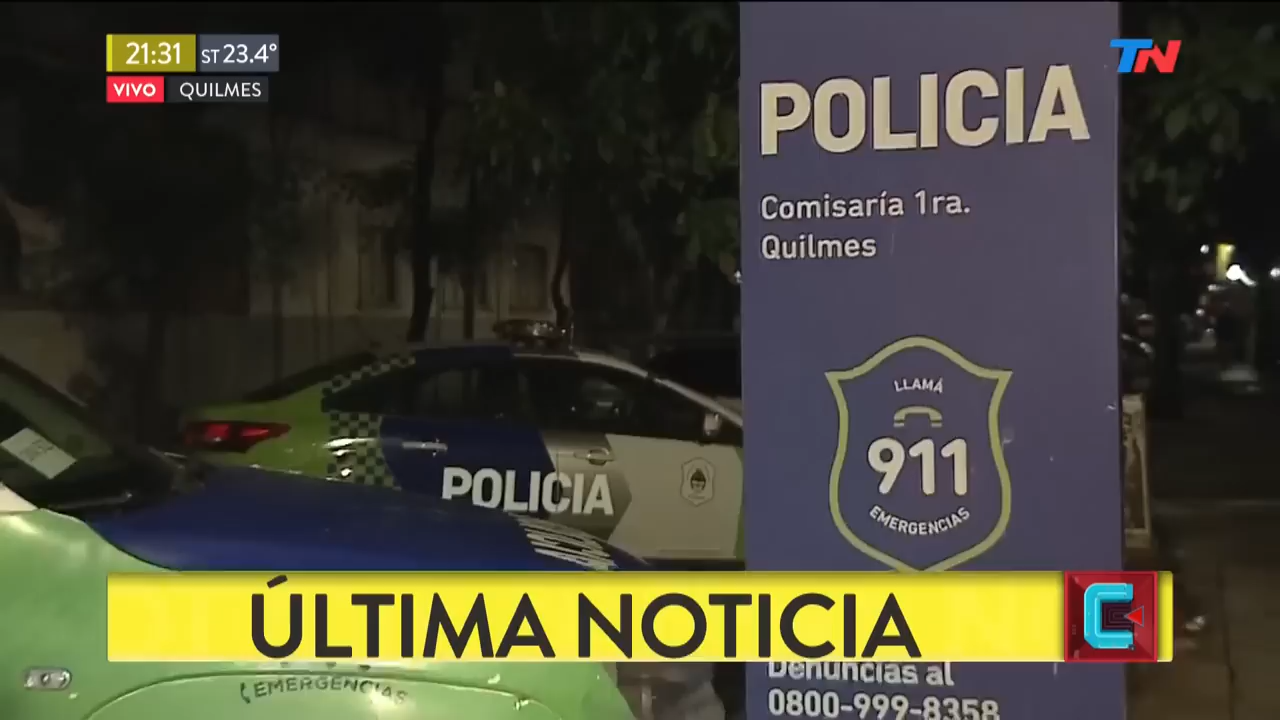 21:31 ST 23.4°
VIVO QUILMES
TN
POLICIA
Comisaría 1ra.
Quilmes
LLAMÁ
911
EMERGENCIAS
POLICIA
ÚLTIMA NOTICIA
C
Denuncias al
0800-999-8358
EMERGENCIAS